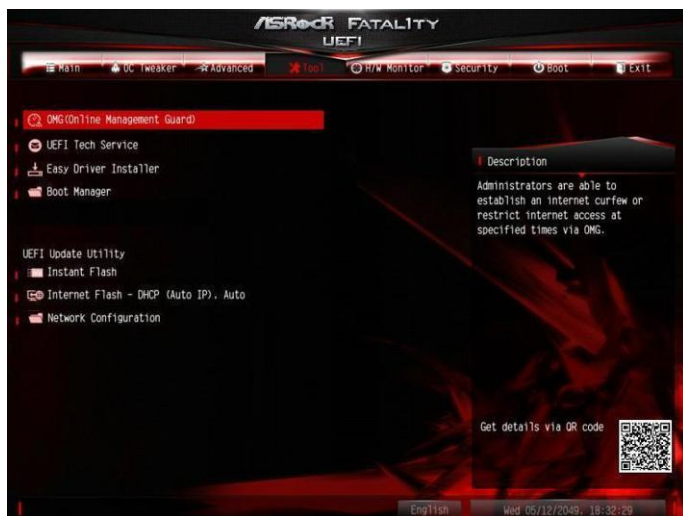 ASRock FATAL1TY
UEFI
Main OC Tweaker Advanced Tool H/W Monitor Security Boot Exit
OMG(Online Management Guard)
UEFI Tech Service
Easy Driver Installer
Boot Manager
UEFI Update Utility
Instant Flash
Internet Flash - DHCP (Auto IP). Auto
Network Configuration
Description
Administrators are able to
establish an internet curfew or
restrict internet access at
specified times via OMG.
Get details via QR code
English Wed 05/12/2049. 18:32:29